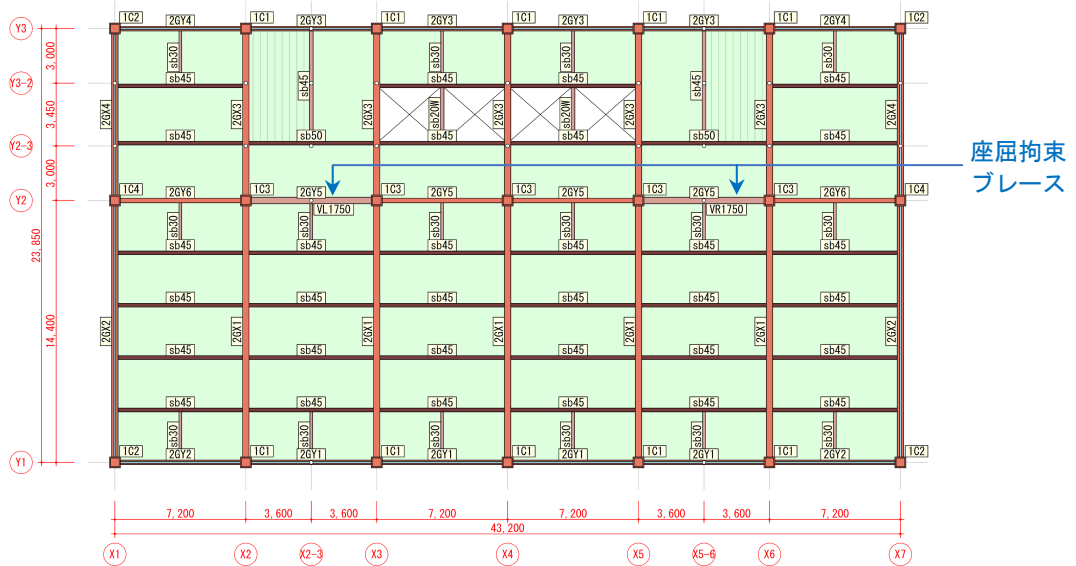 1C2 2GY4 1C1 2GY3 1C1 2GY3 1C1 2GY3 1C1 2GY3 1C1 2GY4 1C2
Y3
3,000 sb30 sb30 sb30 sb30
Y3-2 sb45 sb45 sb45 sb45 sb45 sb45
3,450 2GX4 2GX3 2GX3 sb20W 2GX3 sb20W 2GX3 2GX3 2GX4
sb45 sb50 sb45 sb45 sb50 sb45
Y2-3
3,000
座屈拘束
ブレース
1C4 2GY6 1C3 2GY5 1C3 2GY5 1C3 2GY5 1C3 2GY5 1C3 2GY6 1C4
Y2
VL1750 VR1750
sb30 sb30 sb30 sb30 sb30 sb30
23,850
sb45 sb45 sb45 sb45 sb45 sb45
sb45 sb45 sb45 sb45 sb45 sb45
14,400 2GX2 2GX1 2GX1 2GX1 2GX1 2GX1 2GX2
sb45 sb45 sb45 sb45 sb45 sb45
sb45 sb45 sb45 sb45 sb45 sb45
sb30 sb30 sb30 sb30 sb30 sb30
1C2 2GY2 1C1 2GY1 1C1 2GY1 1C1 2GY1 1C1 2GY1 1C1 2GY2 1C2
Y1
7,200 3,600 3,600 7,200 7,200 3,600 3,600 7,200
43,200
X1 X2 X2-3 X3 X4 X5 X5-6 X6 X7